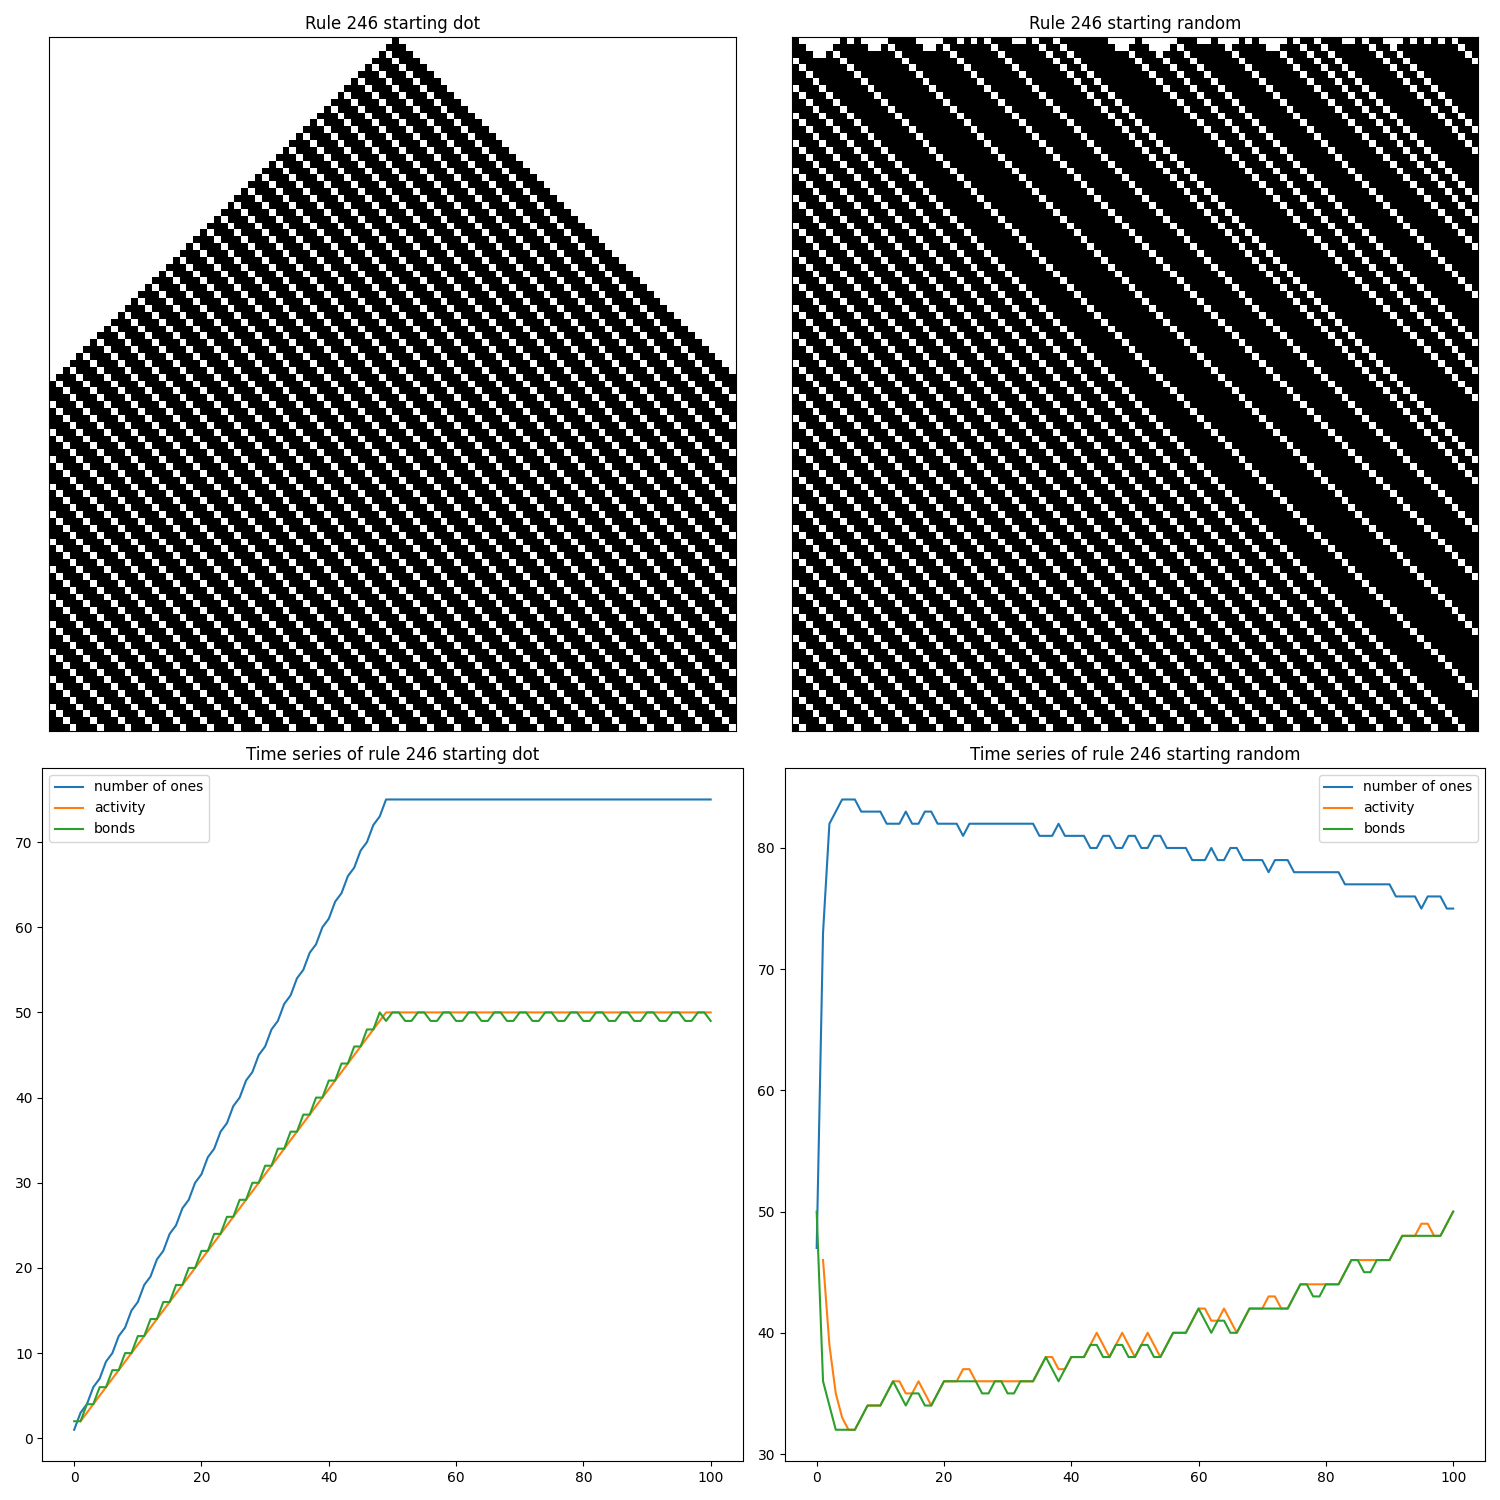 Rule 246 starting dot
Rule 246 starting random
Time series of rule 246 starting dot
number of ones
activity
bonds
70
60
50
40
30
20
10
0
0 20 40 60 80 100
Time series of rule 246 starting random
number of ones
activity
bonds
80
70
60
50
40
30
0 20 40 60 80 100